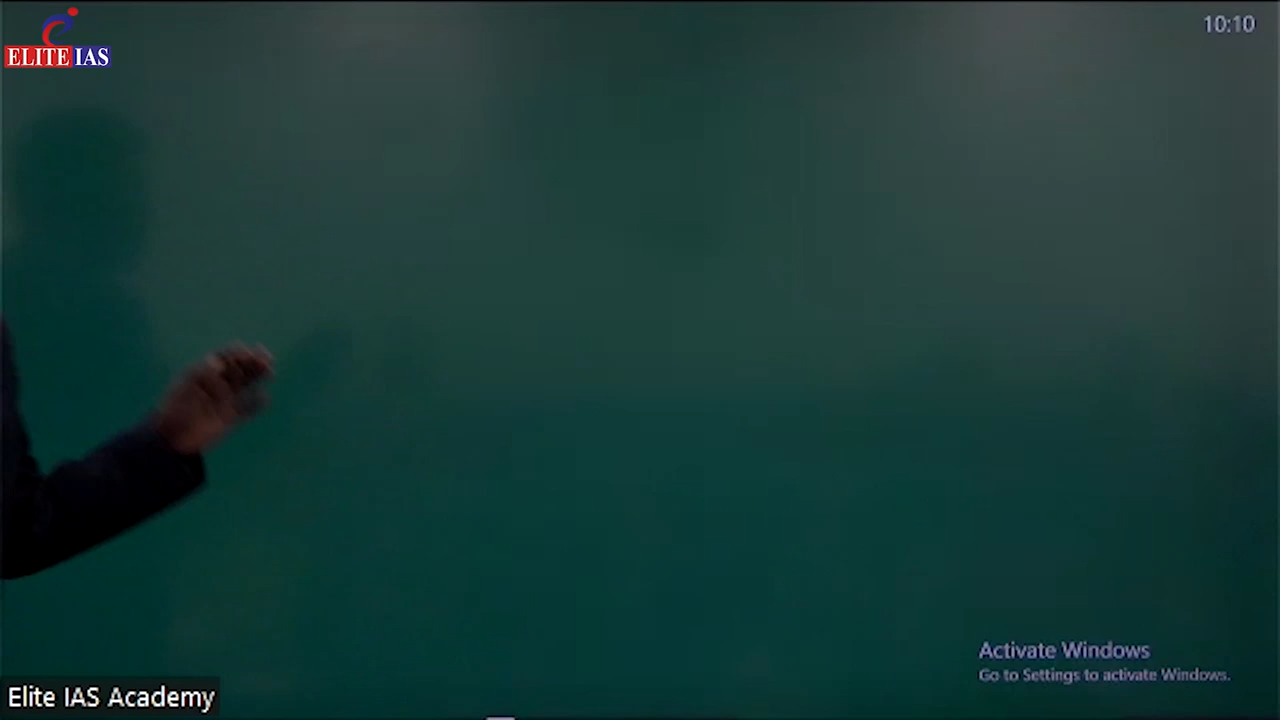 ELITE IAS
10:10
Activate Windows
Go to Settings to activate Windows.
Elite IAS Academy